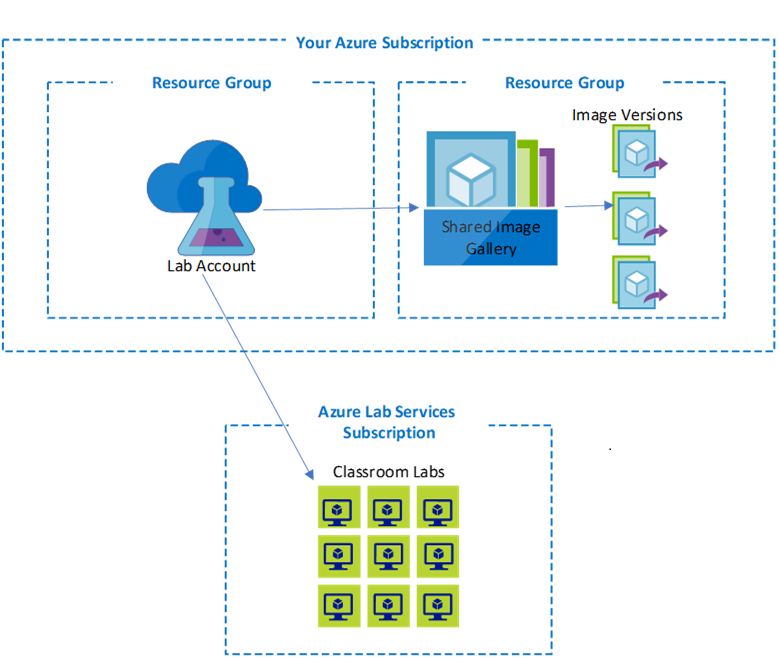 Your Azure Subscription
Resource Group
Resource Group
Image Versions
Shared Image
Gallery
Lab Account
Azure Lab Services
Subscription
Classroom Labs